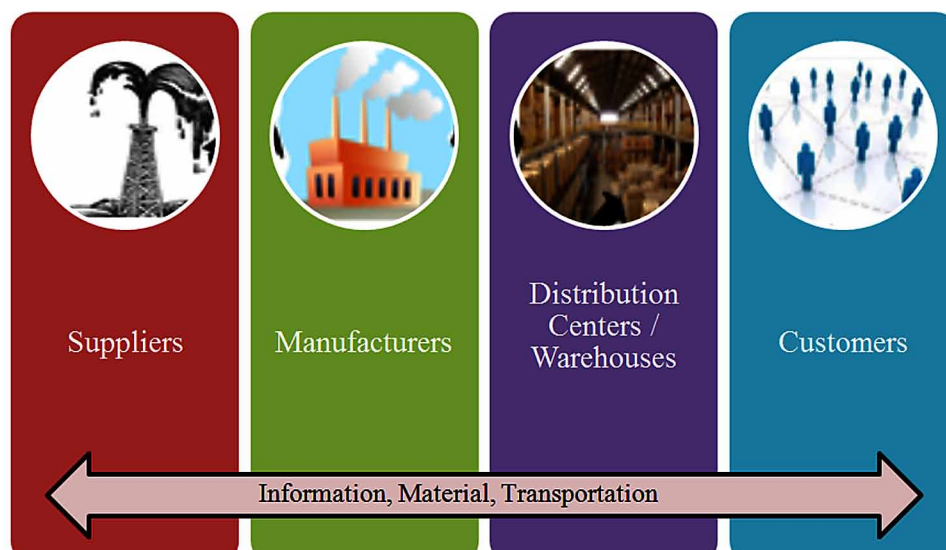 Suppliers
Manufacturers
Distribution
Centers /
Warehouses
Customers
Information, Material, Transportation